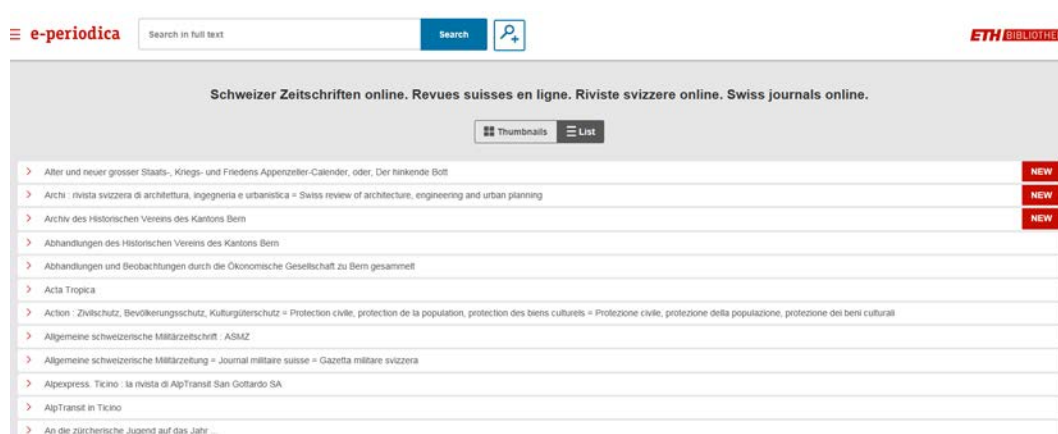 e-periodica
Search in full text
Search
ETH BIBLIOTHE
Schweizer Zeitschriften online. Revues suisses en ligne. Riviste svizzere online. Swiss journals online.
Thumbnails List
Alter und neuer grosser Staats-, Kriegs- und Friedens Appenzeller-Calender, oder, Der hinkende Bott NEW
Archi : rivista svizzera di architettura, ingegneria e urbanistica = Swiss review of architecture, engineering and urban planning NEW
Archiv des Historischen Vereins des Kantons Bern NEW
Abhandlungen des Historischen Vereins des Kantons Bern
Abhandlungen und Beobachtungen durch die Ökonomische Gesellschaft zu Bern gesammelt
Acta Tropica
Action : Zivilschutz, Bevölkerungsschutz, Kulturgüterschutz = Protection civile, protection de la population, protection des biens culturels = Protezione civile, protezione della popolazione, protezione dei beni culturali
Allgemeine schweizerische Militärzeitschrift : ASMZ
Allgemeine schweizerische Militärzeitung = Journal militaire suisse = Gazetta militare svizzera
Alpexpress. Ticino : la rivista di AlpTransit San Gottardo SA
AlpTransit in Ticino
An die zürcherische Jugend auf das Jahr ...